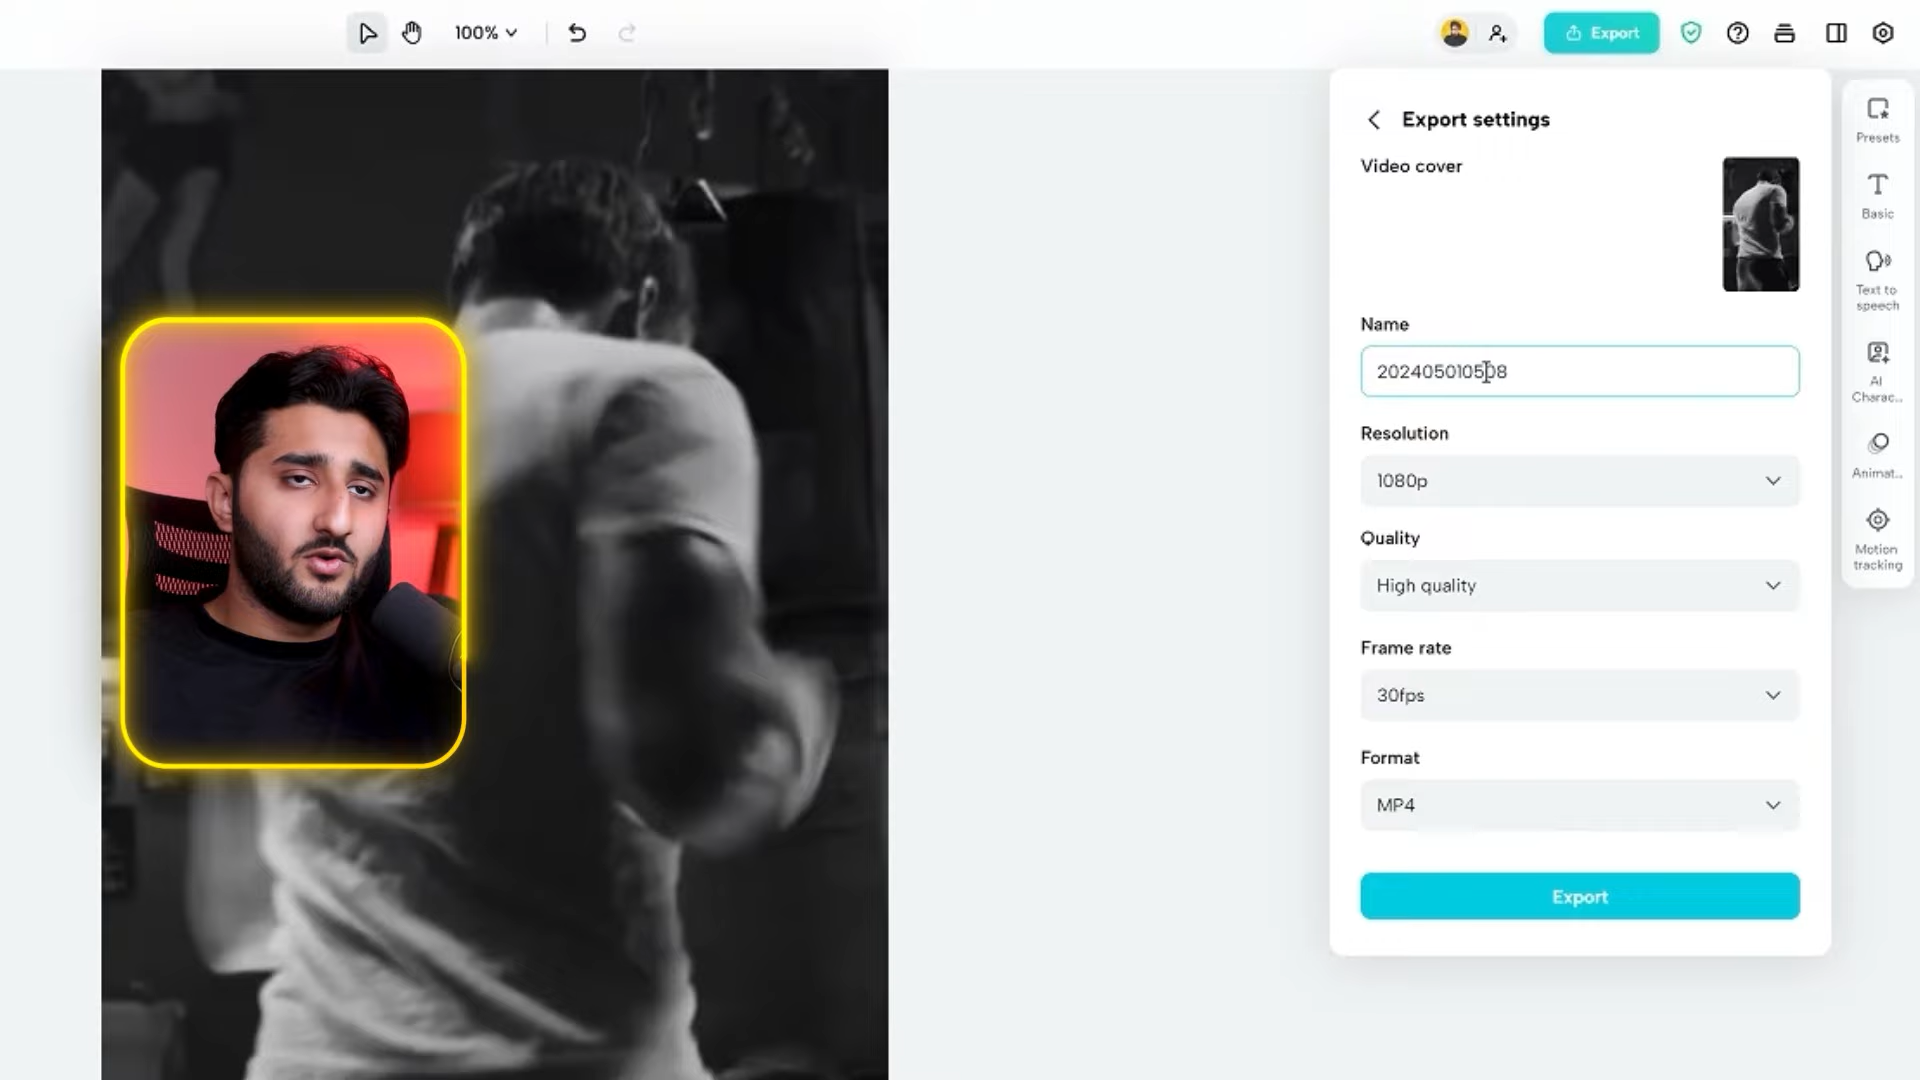 100%
Export
Export settings
Video cover
Name
202405010508
Resolution
1080p
Quality
High quality
Frame rate
30fps
Format
MP4
Export
Presets
Basic
Text to
speech
AI
Charac..
Animat..
Motion
tracking